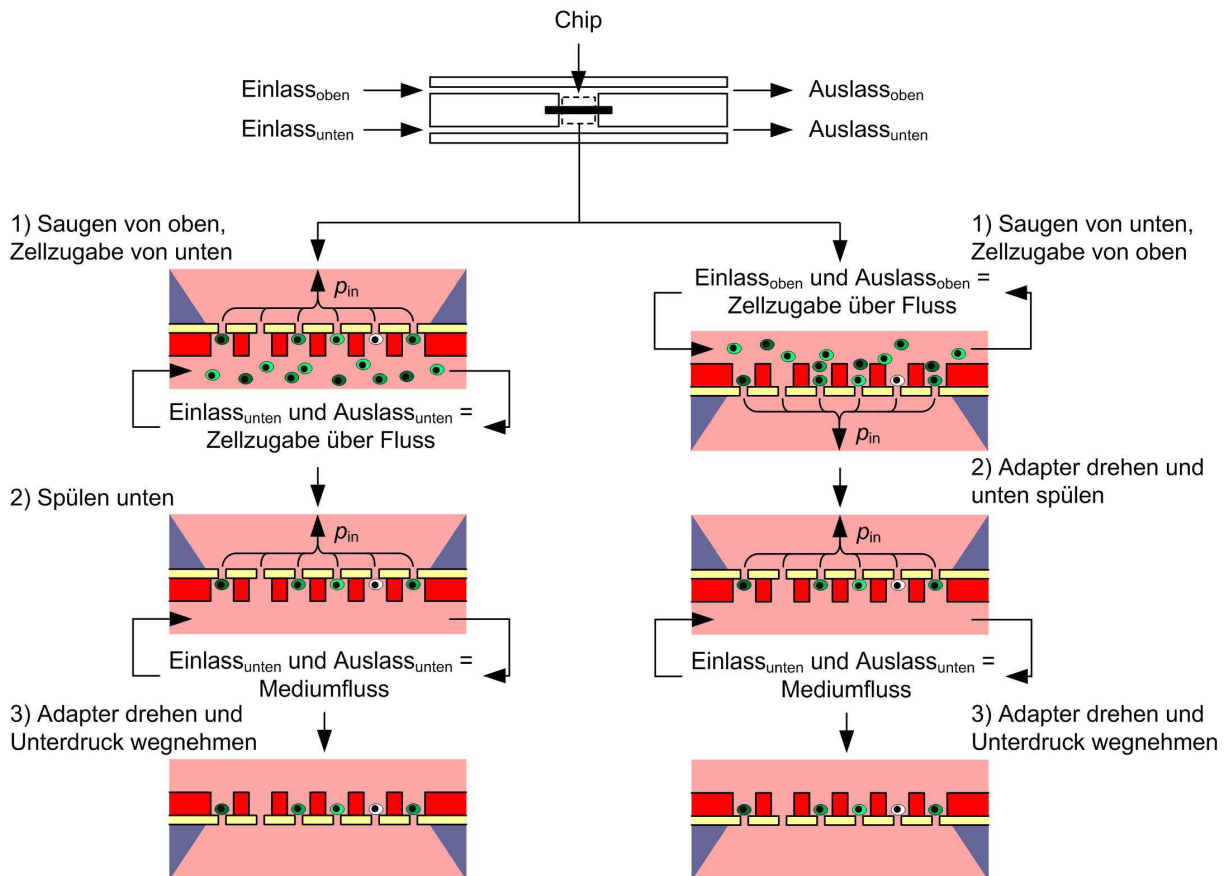 Chip
Einlassoben
Auslassoben
Einlassunten
Auslassunten
1) Saugen von oben,
Zellzugabe von unten
pin
Einlassunten und Auslassunten =
Zellzugabe über Fluss
2) Spülen unten
pin
Einlassunten und Auslassunten =
Mediumfluss
3) Adapter drehen und
Unterdruck wegnehmen
1) Saugen von unten,
Zellzugabe von oben
Einlassoben und Auslassoben =
Zellzugabe über Fluss
pin
2) Adapter drehen und
unten spülen
pin
Einlassunten und Auslassunten =
Mediumfluss
3) Adapter drehen und
Unterdruck wegnehmen